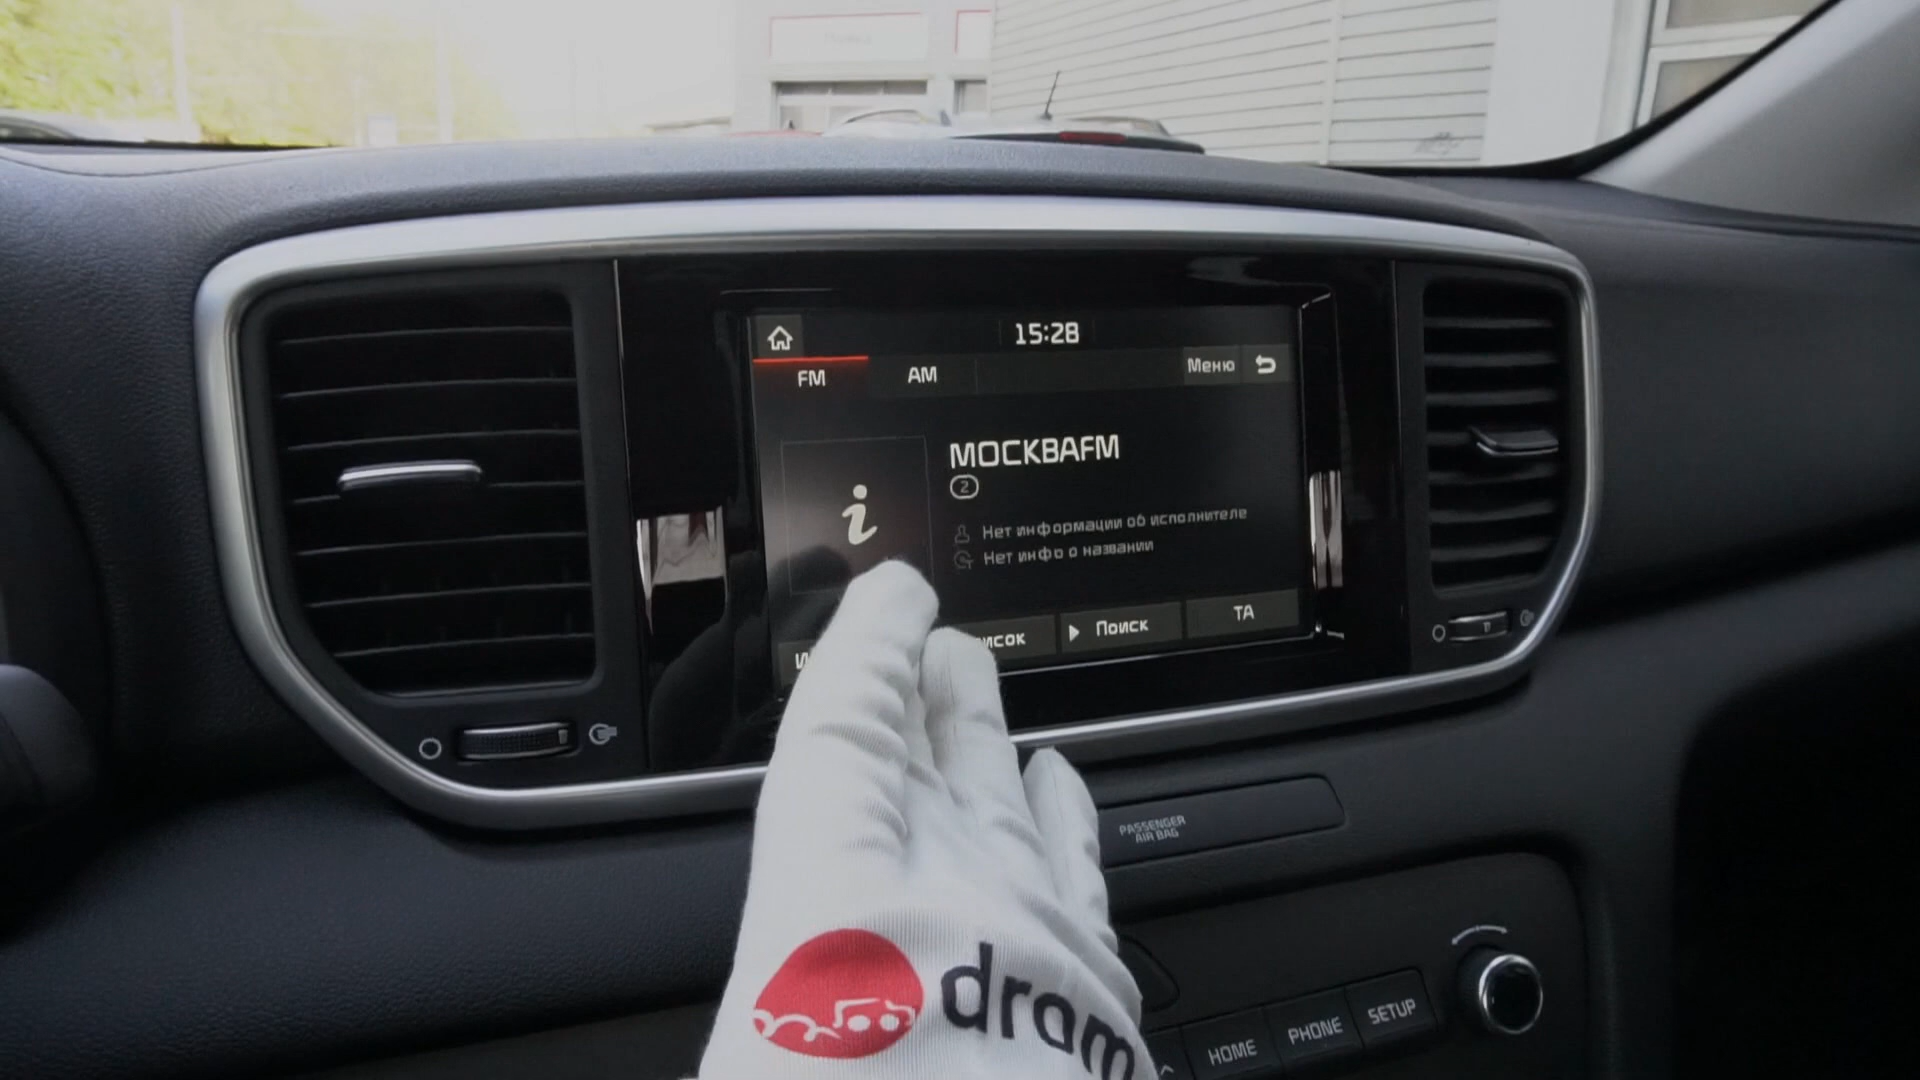 15:28
FM
AM
Меню
МОСКВАFM
2
Нет информации об исполнителе
Нет инфо о названии
Поиск
TA
PASSENGER
AIR BAG
drom
HOME
PHONE
SETUP